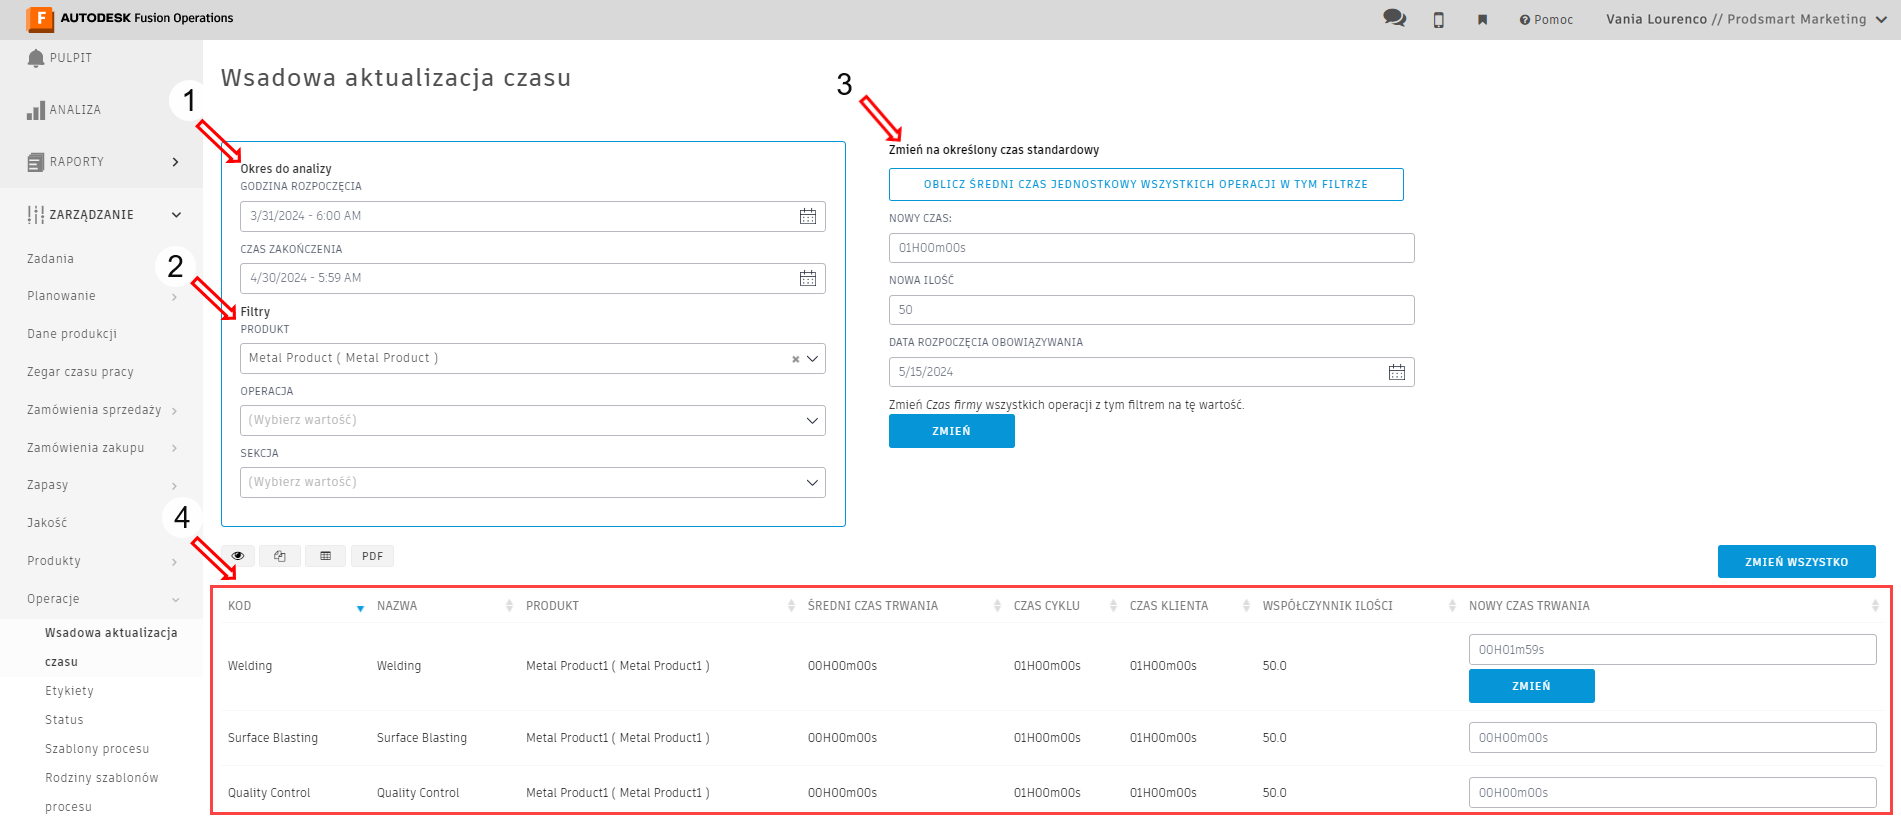 AUTODESK Fusion Operations
Pomoc
Vania Lourenco // Prodsmart Marketing
PULPIT
ANALIZA
RAPORTY
ZARZĄDZANIE
Zadania
Planowanie
Dane produkcji
Zegar czasu pracy
Zamówienia sprzedaży
Zamówienia zakupu
Zapasy
Jakość
Produkty
Operacje
Wsadowa aktualizacja
czasu
Etykiety
Status
Szablony procesu
Rodziny szablonów
procesu
Wsadowa aktualizacja czasu
1
Okres do analizy
GODZINA ROZPOCZĘCIA
3/31/2024 - 6:00 AM
CZAS ZAKOŃCZENIA
4/30/2024 - 5:59 AM
2
Filtry
PRODUKT
Metal Product ( Metal Product )
OPERACJA
(Wybierz wartość)
SEKCJA
(Wybierz wartość)
3
Zmień na określony czas standardowy
OBLICZ ŚREDNI CZAS JEDNOSTKOWY WSZYSTKICH OPERACJI W TYM FILTRZE
NOWY CZAS:
01H00m00s
NOWA ILOŚĆ
50
DATA ROZPOCZĘCIA OBOWIĄZYWANIA
5/15/2024
Zmień Czas firmy wszystkich operacji z tym filtrem na tę wartość.
ZMIEŃ
4
PDF
ZMIEŃ WSZYSTKO
KOD NAZWA PRODUKT ŚREDNI CZAS TRWANIA CZAS CYKLU CZAS KLIENTA WSPÓŁCZYNNIK ILOŚCI NOWY CZAS TRWANIA
Welding Welding Metal Product1 ( Metal Product1 ) 00H00m00s 01H00m00s 01H00m00s 50.0 00H01m59s
ZMIEŃ
Surface Blasting Surface Blasting Metal Product1 ( Metal Product1 ) 00H00m00s 01H00m00s 01H00m00s 50.0 00H00m00s
Quality Control Quality Control Metal Product1 ( Metal Product1 ) 00H00m00s 01H00m00s 01H00m00s 50.0 00H00m00s